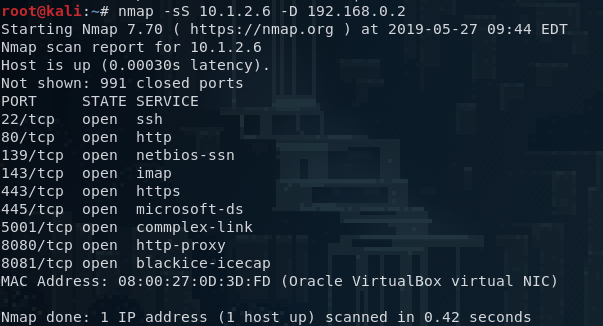 root@kali:~# nmap -sS 10.1.2.6 -D 192.168.0.2
Starting Nmap 7.70 ( https://nmap.org ) at 2019-05-27 09:44 EDT
Nmap scan report for 10.1.2.6
Host is up (0.00030s latency).
Not shown: 991 closed ports
PORT     STATE SERVICE
22/tcp   open  ssh
80/tcp   open  http
139/tcp  open  netbios-ssn
143/tcp  open  imap
443/tcp  open  https
445/tcp  open  microsoft-ds
5001/tcp open  commplex-link
8080/tcp open  http-proxy
8081/tcp open  blackice-icecap
MAC Address: 08:00:27:0D:3D:FD (Oracle VirtualBox virtual NIC)
Nmap done: 1 IP address (1 host up) scanned in 0.42 seconds